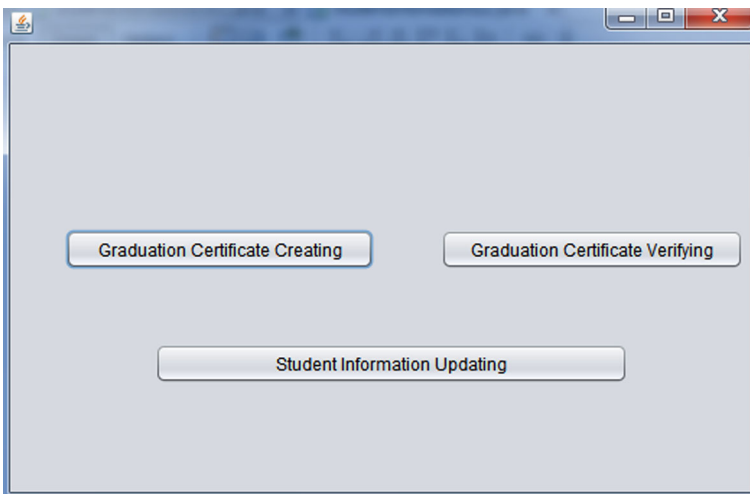 Graduation Certificate Creating
Graduation Certificate Verifying
Student Information Updating